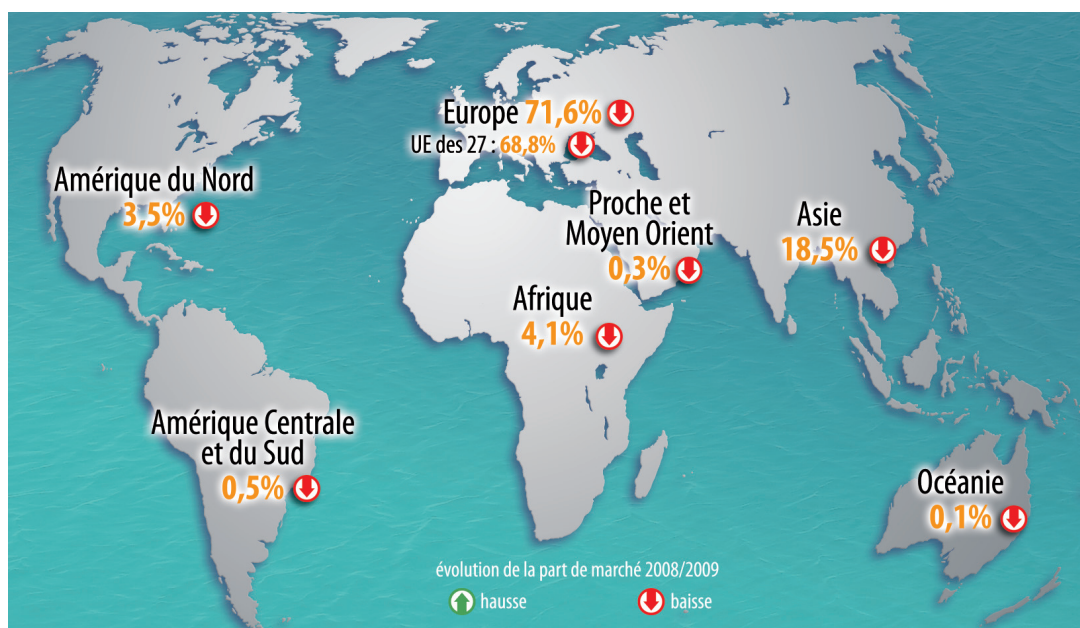 Europe 71,6%
UE des 27 : 68,8%
Amérique du Nord
3,5%
Proche et
Moyen Orient
0,3%
Asie
18,5%
Afrique
4,1%
Amérique Centrale
et du Sud
0,5%
Océanie
0,1%
évolution de la part de marché 2008/2009
hausse
baisse